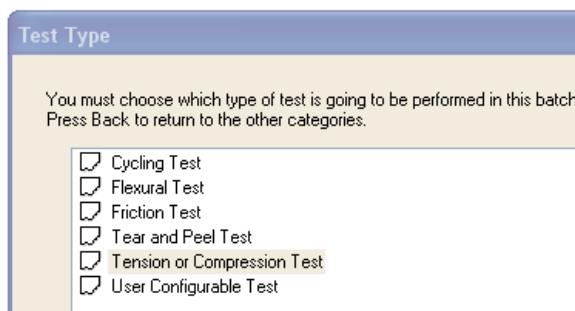 Test Type
You must choose which type of test is going to be performed in this batch
Press Back to return to the other categories.
Cycling Test
Flexural Test
Friction Test
Tear and Peel Test
Tension or Compression Test
User Configurable Test